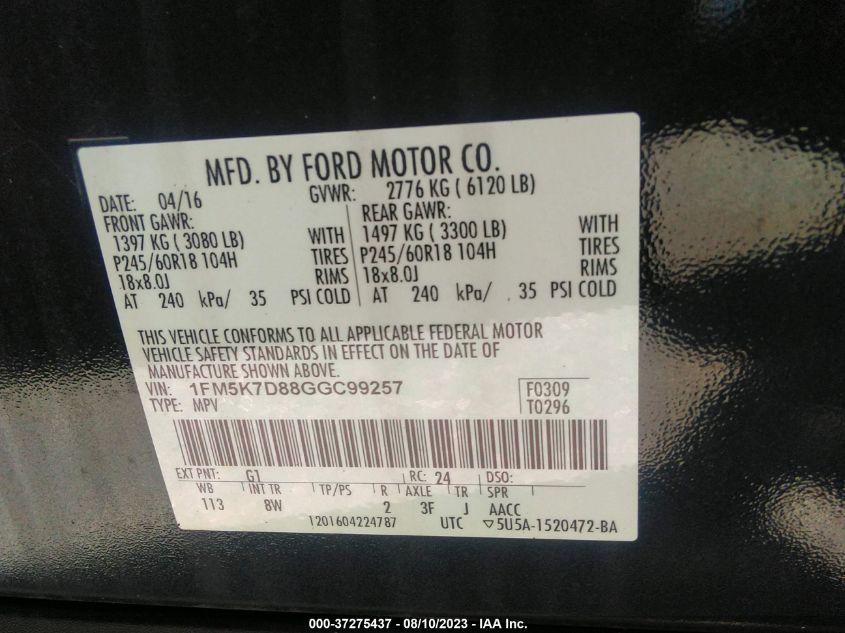 MFD. BY FORD MOTOR CO.
DATE: 04/16 GVWR: 2776 KG ( 6120 LB)
FRONT GAWR: REAR GAWR:
1397 KG ( 3080 LB) WITH 1497 KG ( 3300 LB) WITH
P245/60R18 104H TIRES P245/60R18 104H TIRES
18x8.0J RIMS 18x8.0J RIMS
AT 240 kPa/ 35 PSI COLD AT 240 kPa/ 35 PSI COLD
THIS VEHICLE CONFORMS TO ALL APPLICABLE FEDERAL MOTOR
VEHICLE SAFETY STANDARDS IN EFFECT ON THE DATE OF
MANUFACTURE SHOWN ABOVE.
VIN: 1FM5K7D88GGC99257 F0309
TYPE: MPV T0296
EXT PNT: G1 RC: 24 DSO:
WB INT TR TP/PS R AXLE TR SPR
113 8W 2 3F J AACC
1201604224787 UTC ▽5U5A-1520472-BA
000-37275437 - 08/10/2023 - IAA Inc.